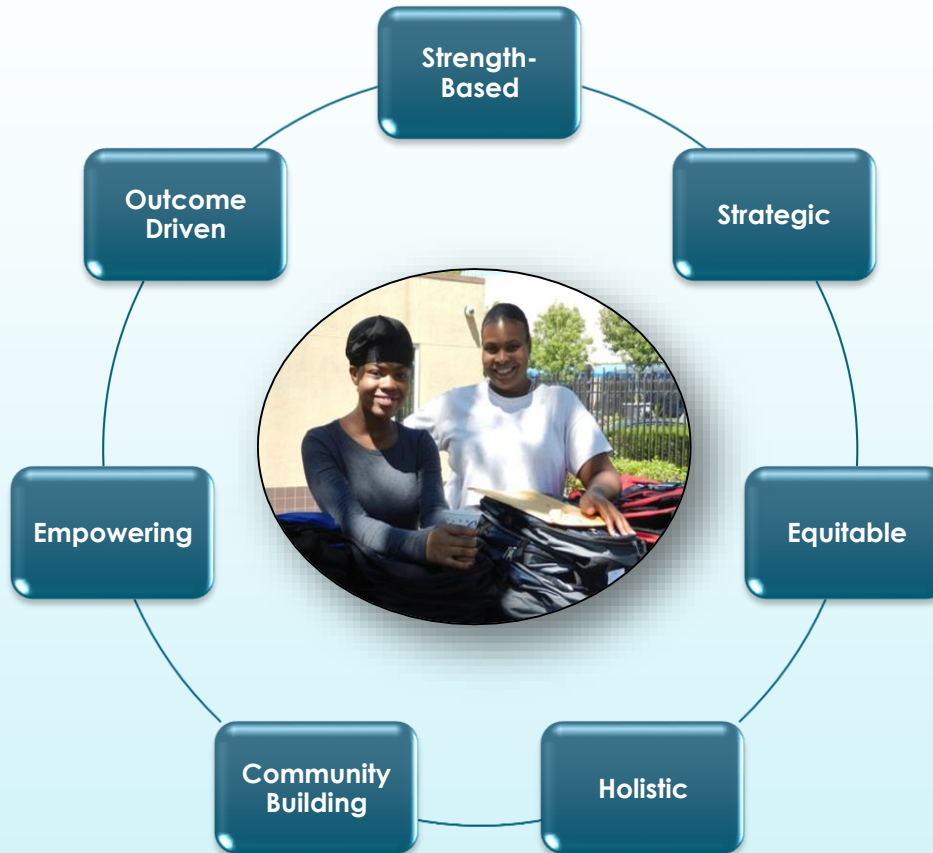 Strength-
Based
Strategic
Equitable
Holistic
Community
Building
Empowering
Outcome
Driven